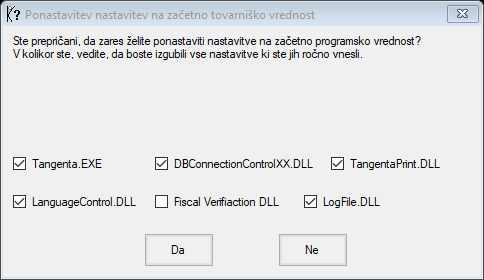 Ponastavitev nastavitev na začetno tovarniško vrednost
Ste prepričani, da zares želite ponastaviti nastavitve na začetno programsko vrednost?
V kolikor ste, vedite, da boste izgubili vse nastavitve ki ste jih ročno vnesli.
Tangenta.EXE DBConnectionControlXX.DLL TangentaPrint.DLL
LanguageControl.DLL Fiscal Verifiaction DLL LogFile.DLL
Da Ne